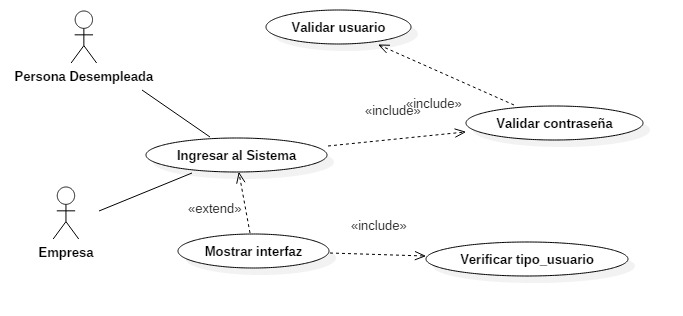 Validar usuario
Persona Desempleada
«include»
«include»
Validar contraseña
Ingresar al Sistema
«extend»
Empresa
«include»
Mostrar interfaz
Verificar tipo_usuario